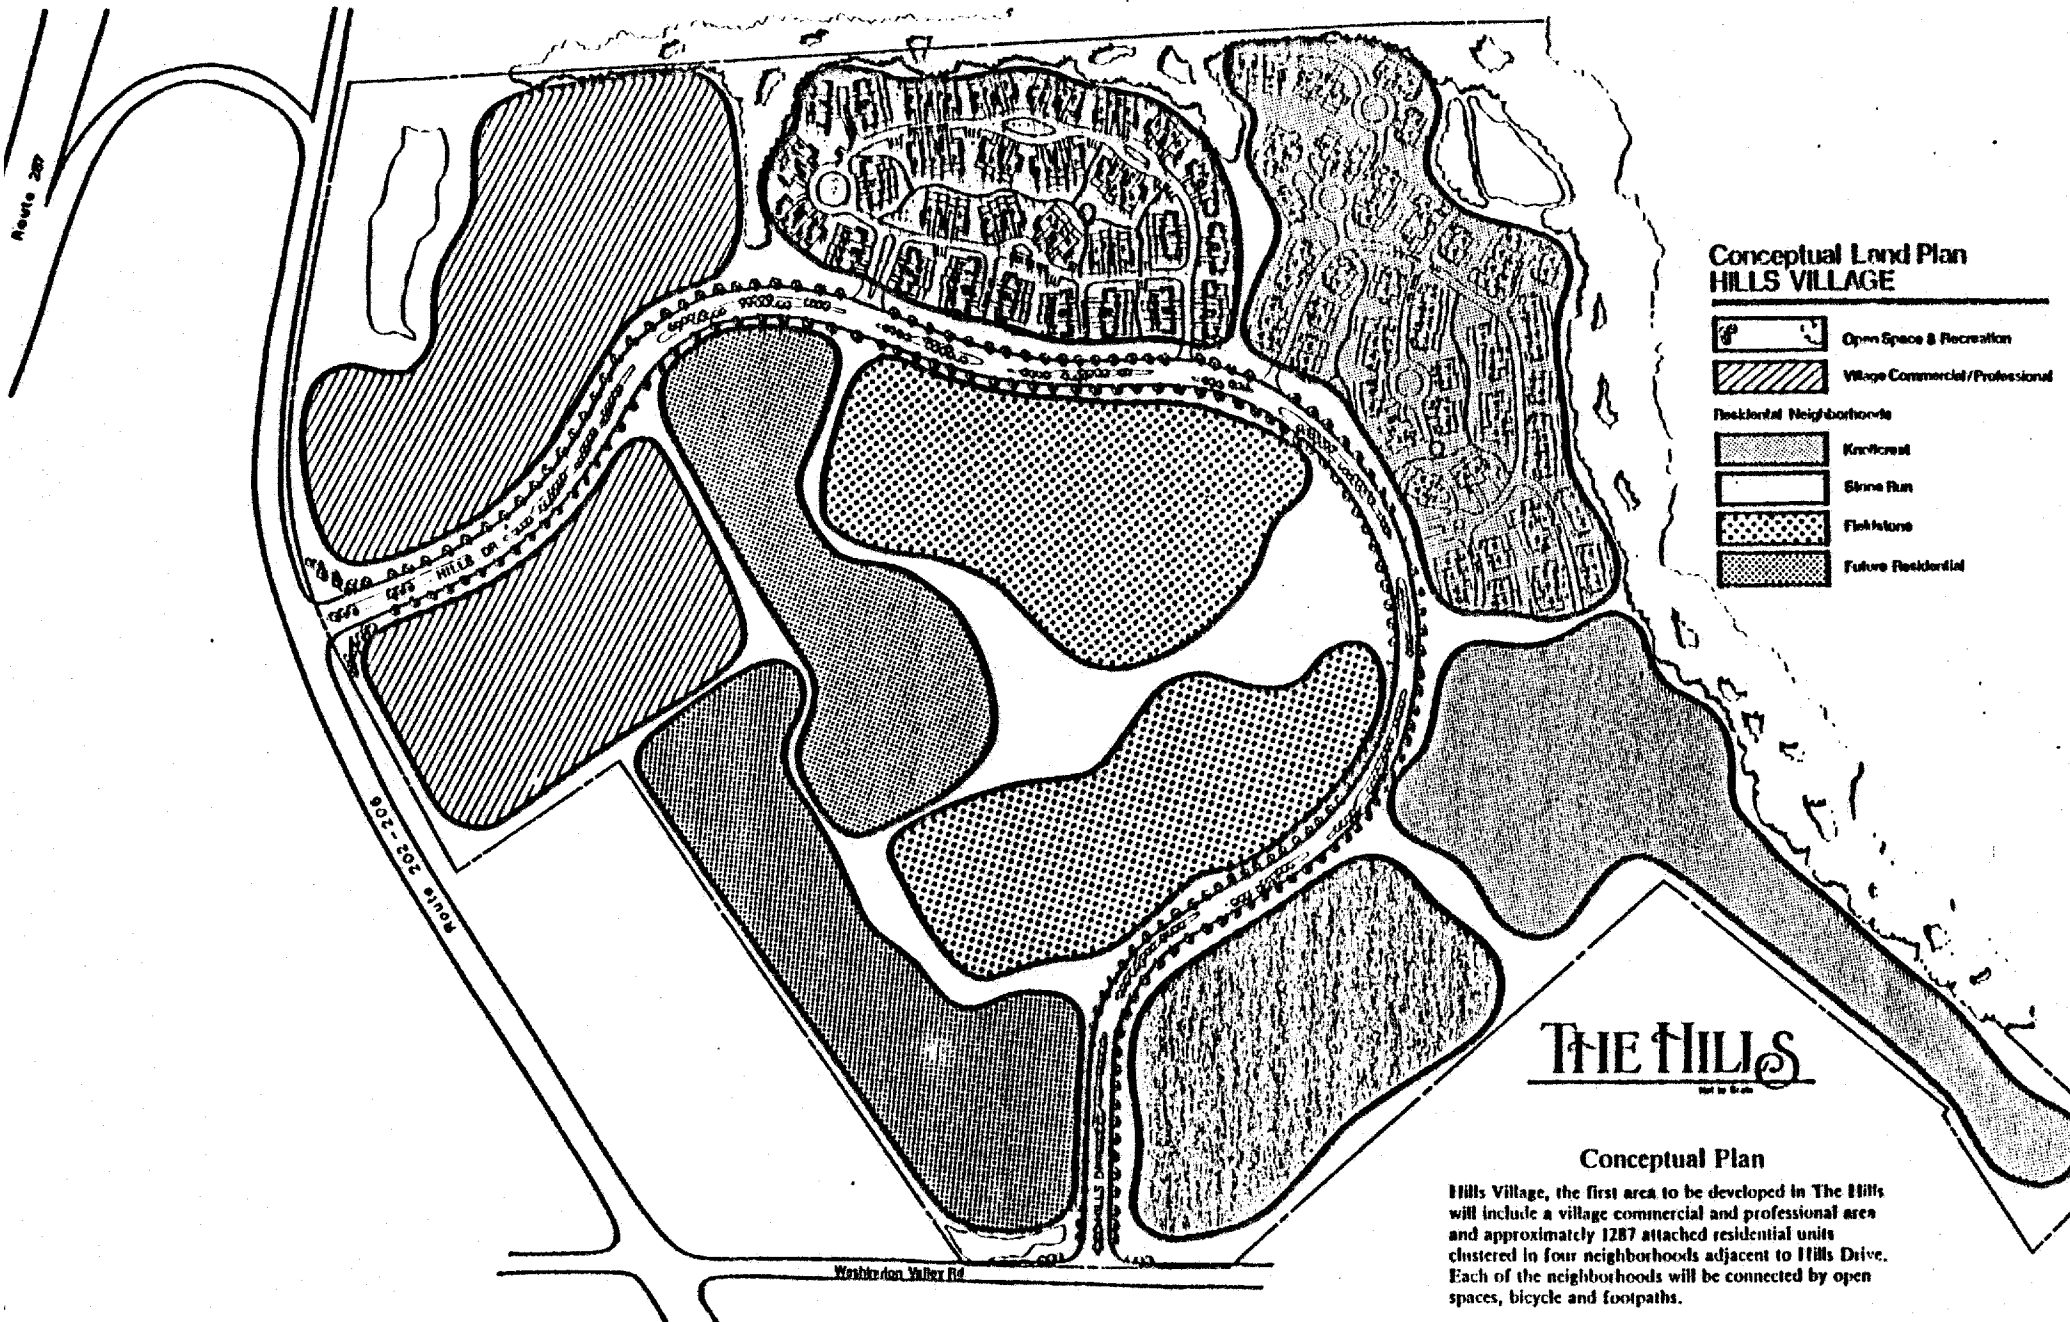 Route 287
Conceptual Land Plan
HILLS VILLAGE
Open Space & Recreation
Village Commercial/Professional
Residential Neighborhoods
Knollcrest
Stone Run
Fieldstone
Future Residential
HILLS DR
Route 202-206
HILLS D
Washington Valley Rd
THE HILLS
Not to Scale
Conceptual Plan
Hills Village, the first area to be developed in The Hills
will include a village commercial and professional area
and approximately 1287 attached residential units
clustered in four neighborhoods adjacent to Hills Drive.
Each of the neighborhoods will be connected by open
spaces, bicycle and footpaths.